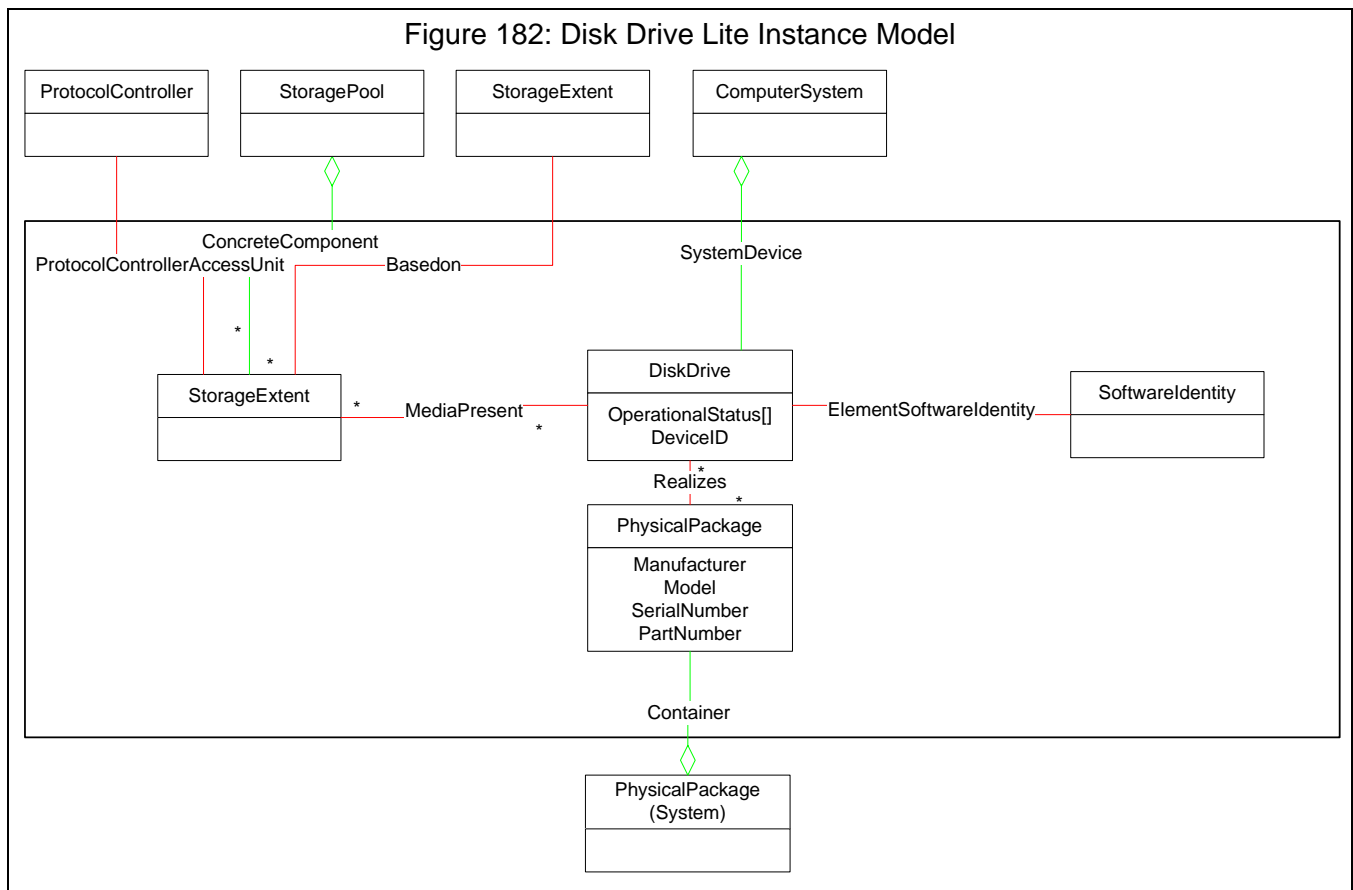 Figure 182: Disk Drive Lite Instance Model
ProtocolController
StoragePool
StorageExtent
ComputerSystem
ConcreteComponent
ProtocolControllerAccessUnit
Basedon
SystemDevice
*
*
StorageExtent
*
MediaPresent
*
DiskDrive
OperationalStatus[]
DeviceID
ElementSoftwareIdentity
SoftwareIdentity
*
Realizes
*
PhysicalPackage
Manufacturer
Model
SerialNumber
PartNumber
Container
PhysicalPackage
(System)